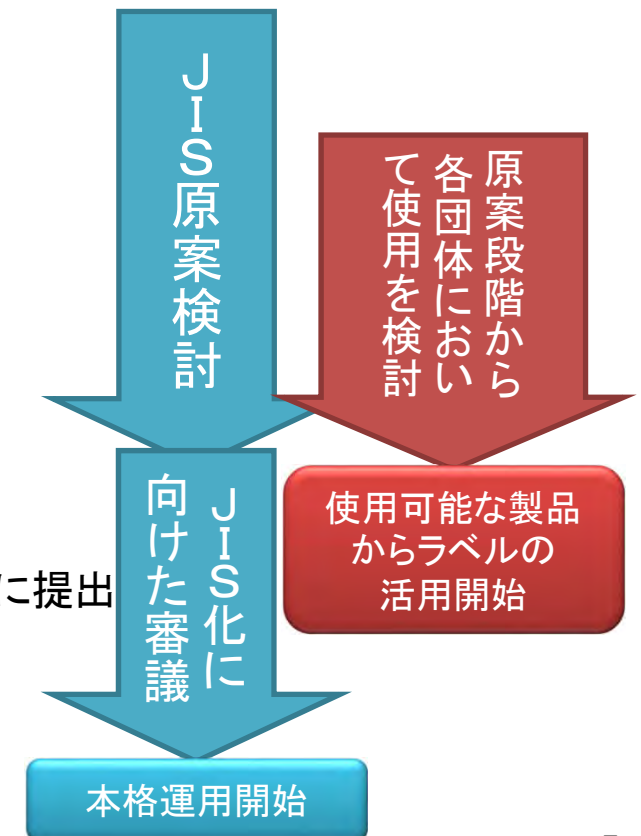 JIS原案検討
原案段階から
各団体におい
て使用を検討
使用可能な製品
からラベルの
活用開始
に提出
JIS化に
向けた審議
本格運用開始